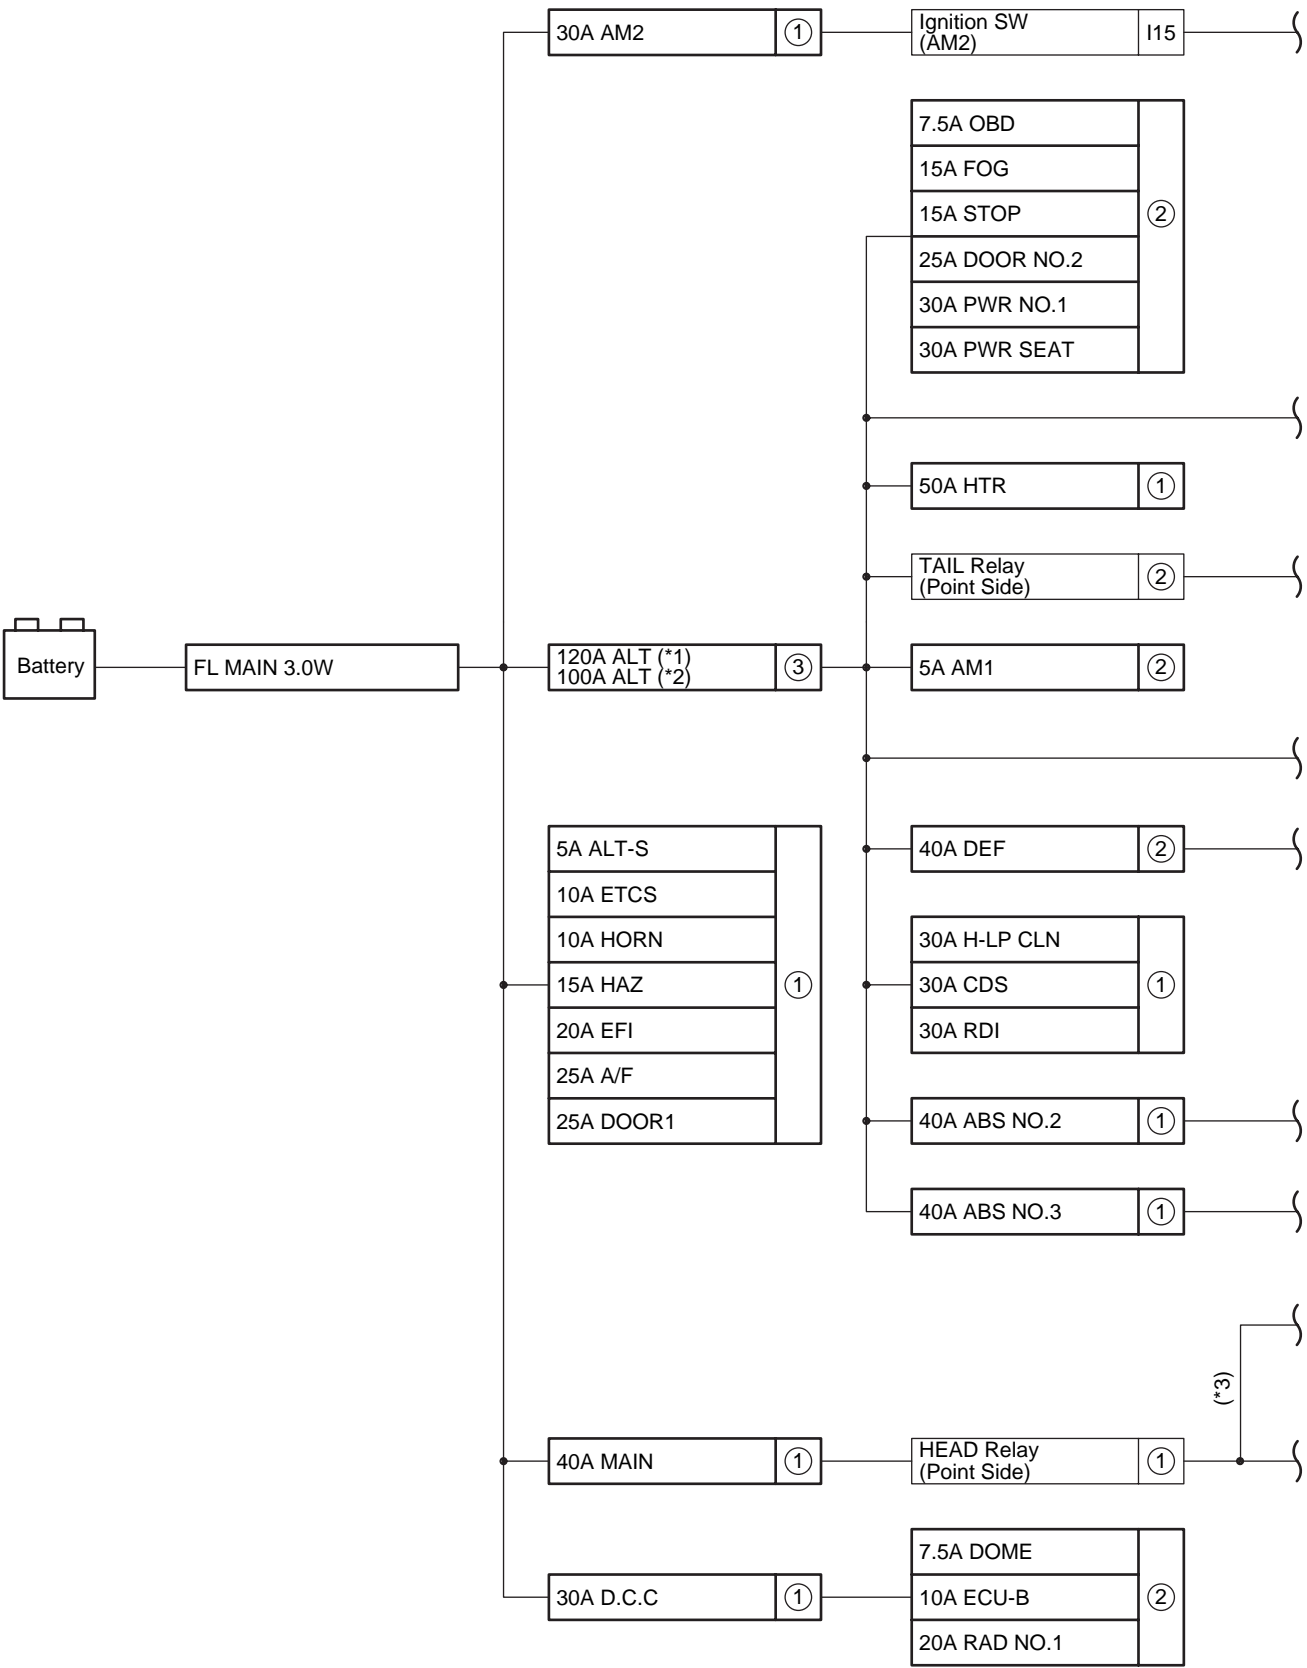 30A AM2 ①
Ignition SW
(AM2)
I15
7.5A OBD
15A FOG
15A STOP
②
25A DOOR NO.2
30A PWR NO.1
30A PWR SEAT
50A HTR ①
TAIL Relay
(Point Side)
②
Battery
FL MAIN 3.0W
120A ALT (*1)
100A ALT (*2)
③
5A AM1 ②
5A ALT-S
10A ETCS
10A HORN
15A HAZ ①
20A EFI
25A A/F
25A DOOR1
40A DEF ②
30A H-LP CLN
30A CDS ①
30A RDI
40A ABS NO.2 ①
40A ABS NO.3 ①
(*3)
40A MAIN ①
HEAD Relay
(Point Side)
①
30A D.C.C ①
7.5A DOME
10A ECU-B ②
20A RAD NO.1